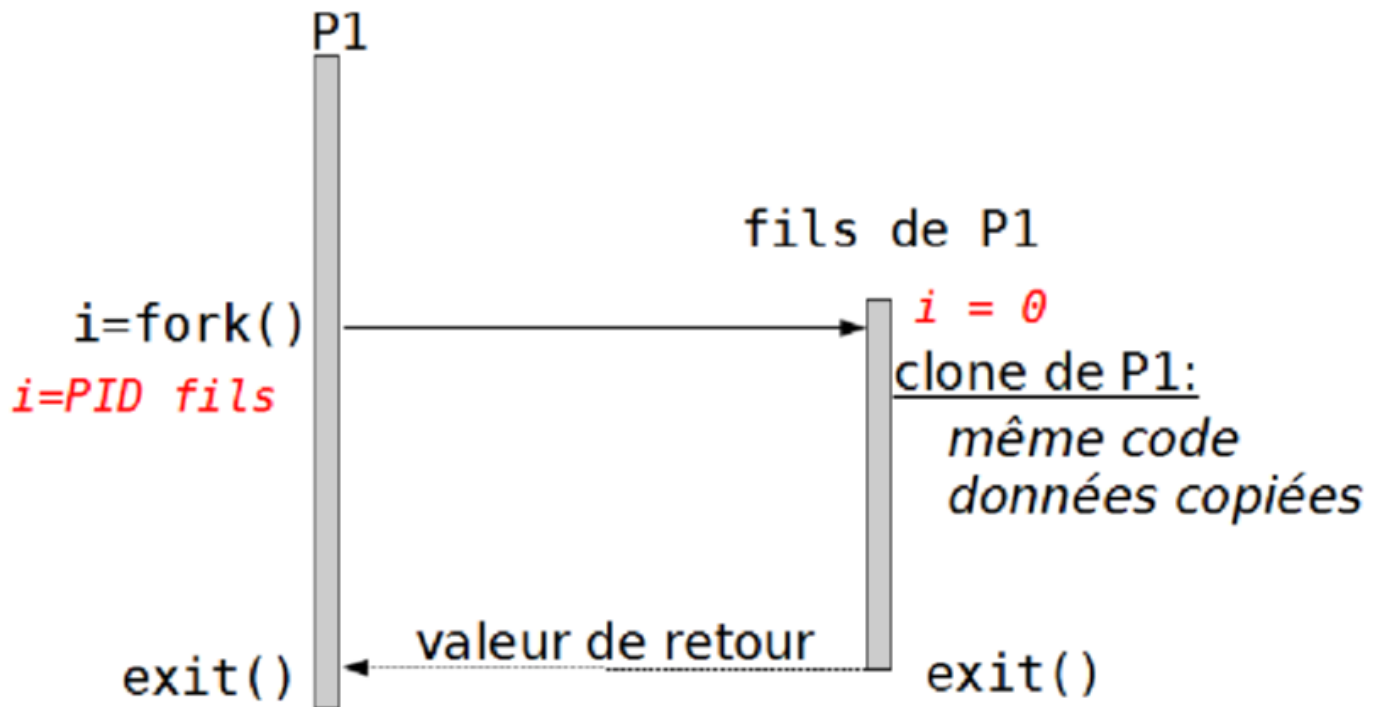 P1
fils de P1
i=fork()
i = 0
i=PID fils
clone de P1:
même code
données copiées
valeur de retour
exit()
exit()